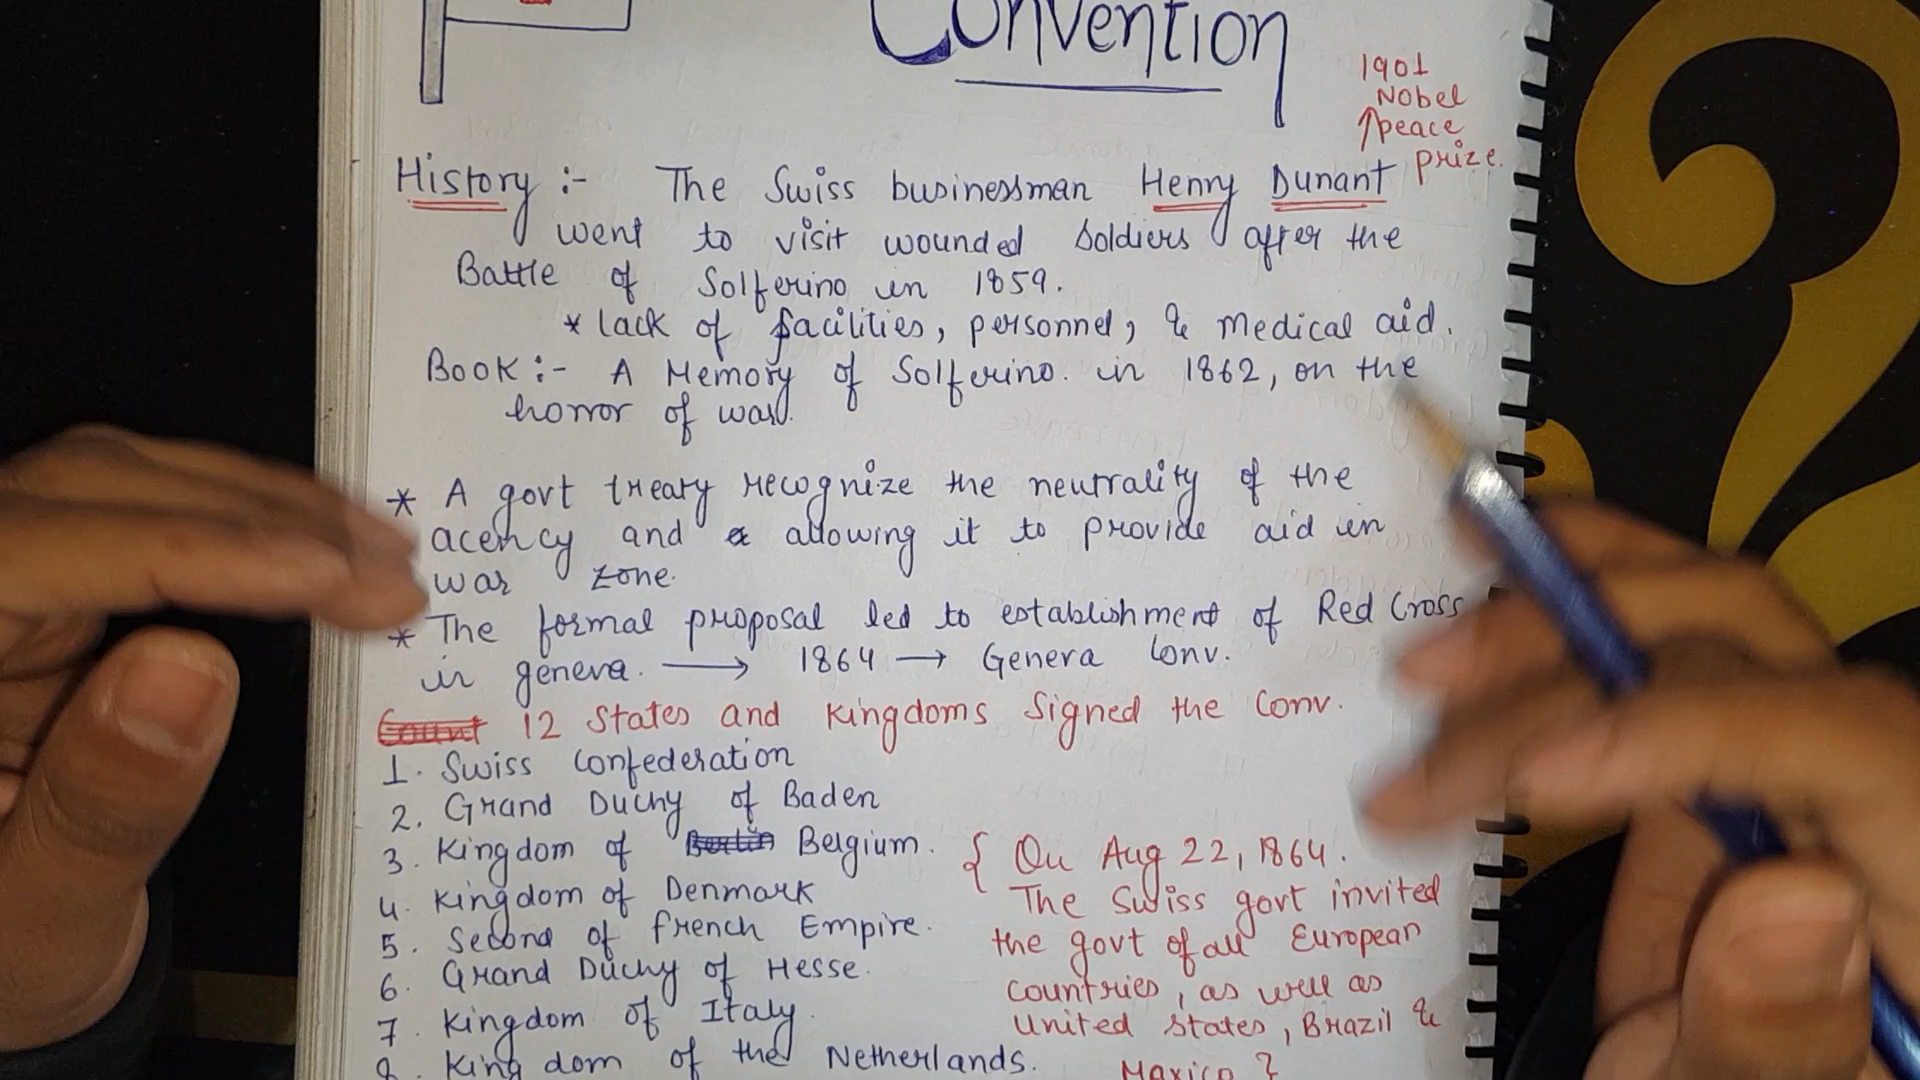 Convention
1901
Nobel
↑peace
prize.
History :- The Swiss businessman Henry Dunant
went to visit wounded soldiers after the
Battle of Solferino in 1859.
* lack of facilities, personnel, & medical aid.
Book :- A Memory of Solferino. in 1862, on the
horror of war.
* A govt treaty recognize the neutrality of the
acency and allowing it to provide aid in
war zone.
* The formal proposal led to establishment of Red Cross
in geneva. → 1864 → Genera Conv.
12 States and Kingdoms Signed the Conv.
1. Swiss Confederation
2. Grand Duchy of Baden
3. Kingdom of Belgium.
4. Kingdom of Denmark
5. Second of french Empire.
6. Grand Duchy of Hesse.
7. Kingdom of Italy.
8. King dom of the Netherlands.
{ On Aug 22, 1864.
The Swiss govt invited
the govt of all European
countries, as well as
United States, Brazil &
Mexico }